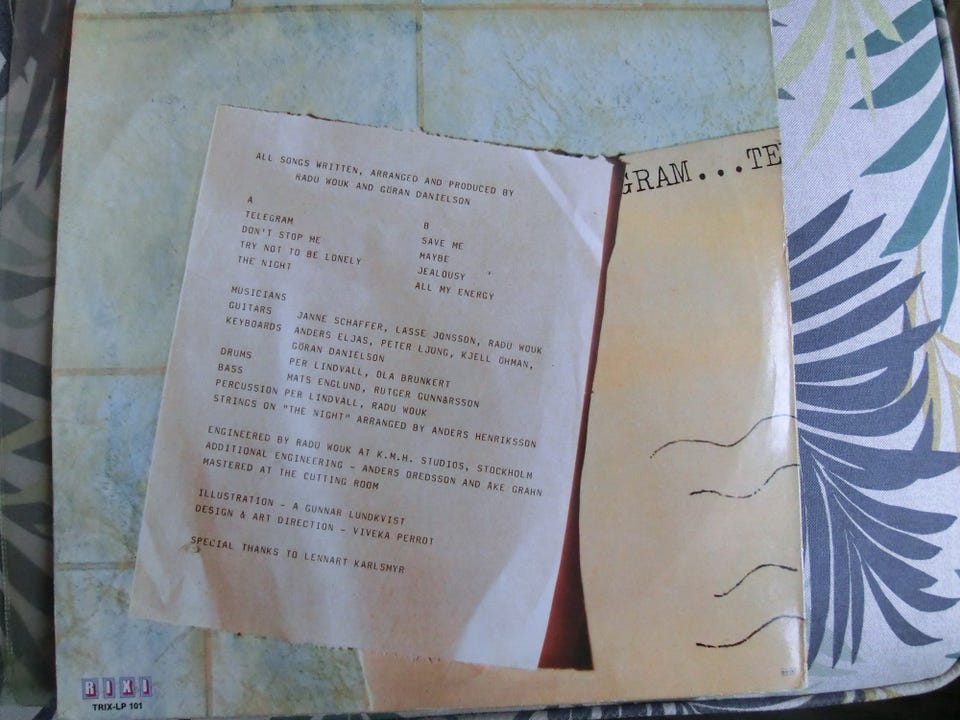 GRAM...TE
ALL SONGS WRITTEN, ARRANGED AND PRODUCED BY
RADU WOUK AND GÖRAN DANIELSON
A
TELEGRAM
DON'T STOP ME
TRY NOT TO BE LONELY
THE NIGHT
B
SAVE ME
MAYBE
JEALOUSY
ALL MY ENERGY
MUSICIANS
GUITARS JANNE SCHAFFER, LASSE JONSSON, RADU WOUK
KEYBOARDS ANDERS ELJAS, PETER LJUNG, KJELL ÖHMAN,
GÖRAN DANIELSON
DRUMS PER LINDVALL, OLA BRUNKERT
BASS MATS ENGLUND, RUTGER GUNNARSSON
PERCUSSION PER LINDVALL, RADU WOUK
STRINGS ON "THE NIGHT" ARRANGED BY ANDERS HENRIKSSON
ENGINEERED BY RADU WOUK AT K.M.H. STUDIOS, STOCKHOLM
ADDITIONAL ENGINEERING - ANDERS OREDSSON AND ÅKE GRAHN
MASTERED AT THE CUTTING ROOM
ILLUSTRATION - A GUNNAR LUNDKVIST
DESIGN & ART DIRECTION - VIVEKA PERROT
SPECIAL THANKS TO LENNART KARLSMYR
RIXI
TRIX-LP 101